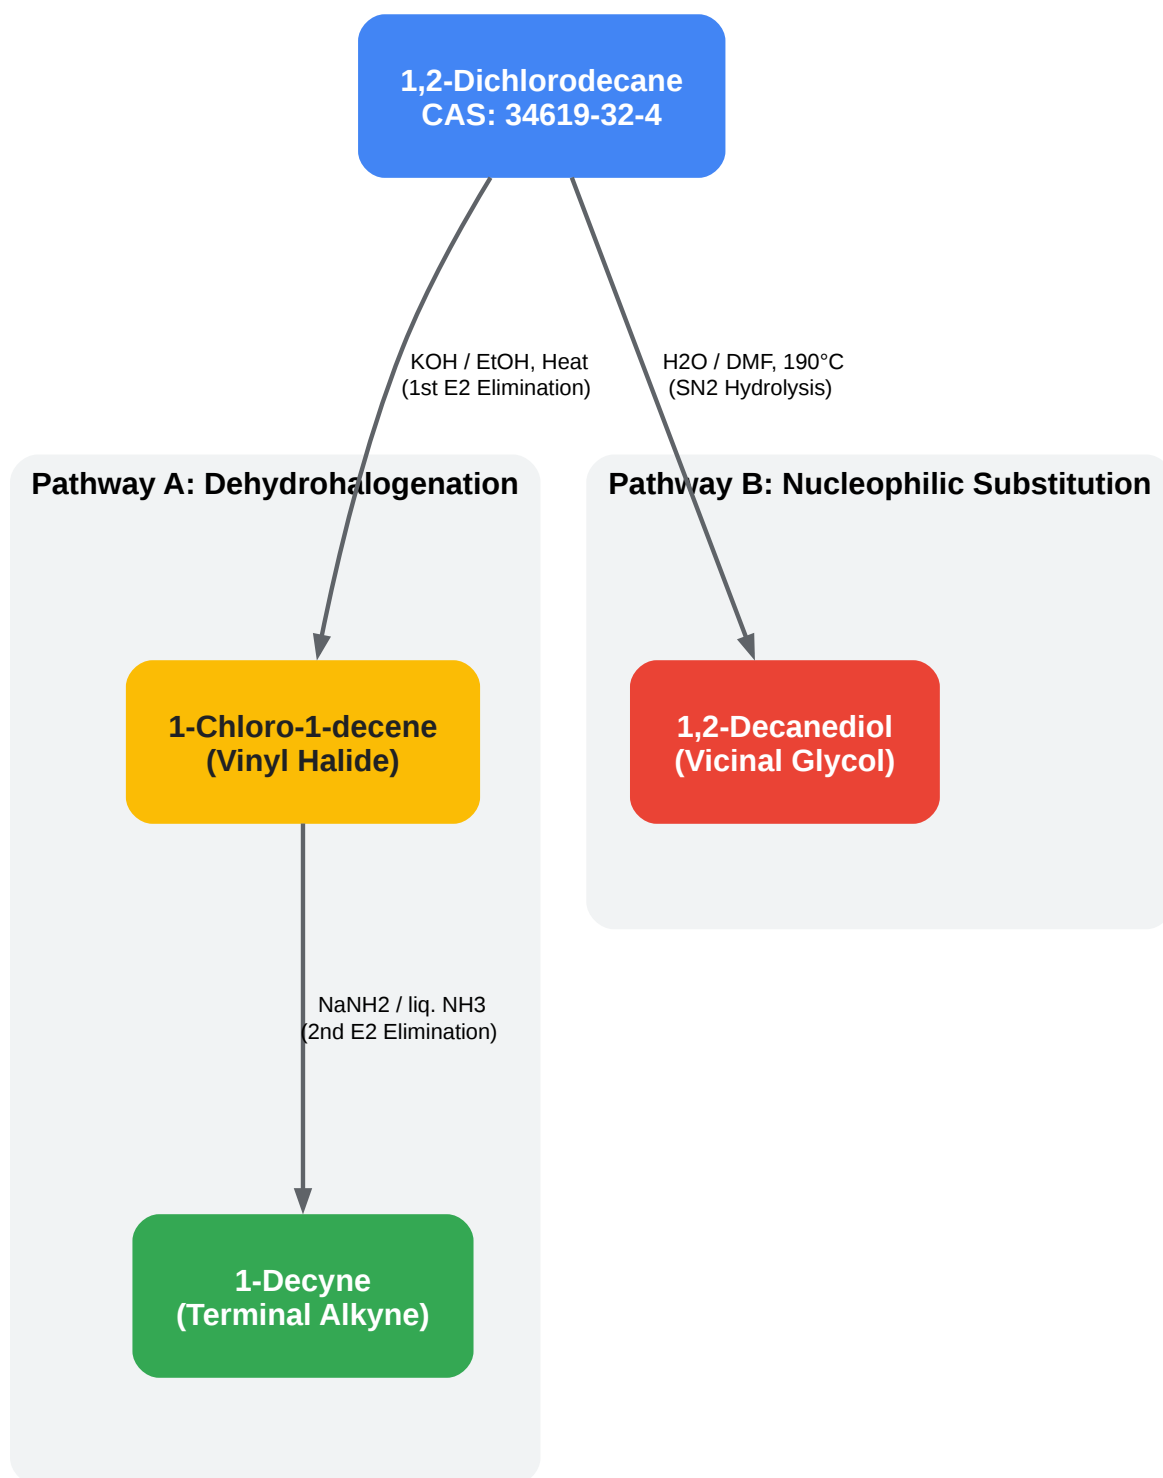 1,2-Dichlorodecane
CAS: 34619-32-4
KOH / EtOH, Heat
(1st E2 Elimination)
H2O / DMF, 190°C
(SN2 Hydrolysis)
Pathway A: Dehydrohalogenation
Pathway B: Nucleophilic Substitution
1-Chloro-1-decene
(Vinyl Halide)
1,2-Decanediol
(Vicinal Glycol)
NaNH2 / liq. NH3
(2nd E2 Elimination)
1-Decyne
(Terminal Alkyne)